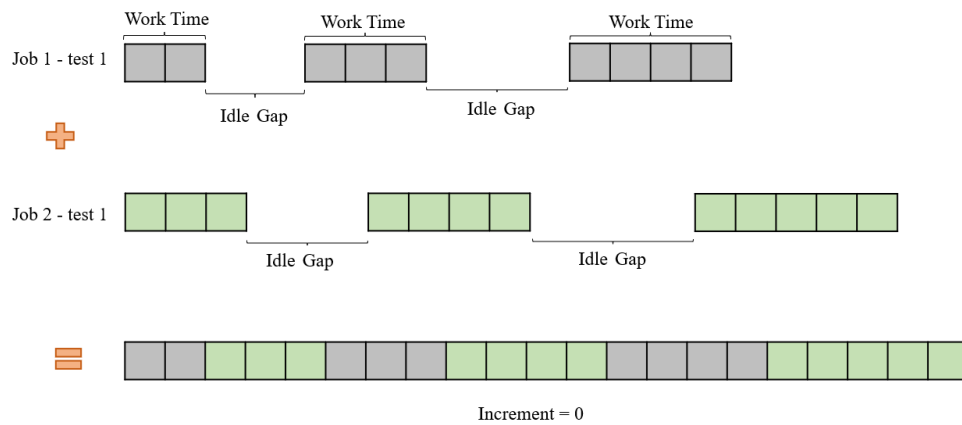 Work Time
Work Time
Work Time
Job 1 - test 1
Idle Gap
Idle Gap
Job 2 - test 1
Idle Gap
Idle Gap
Increment = 0